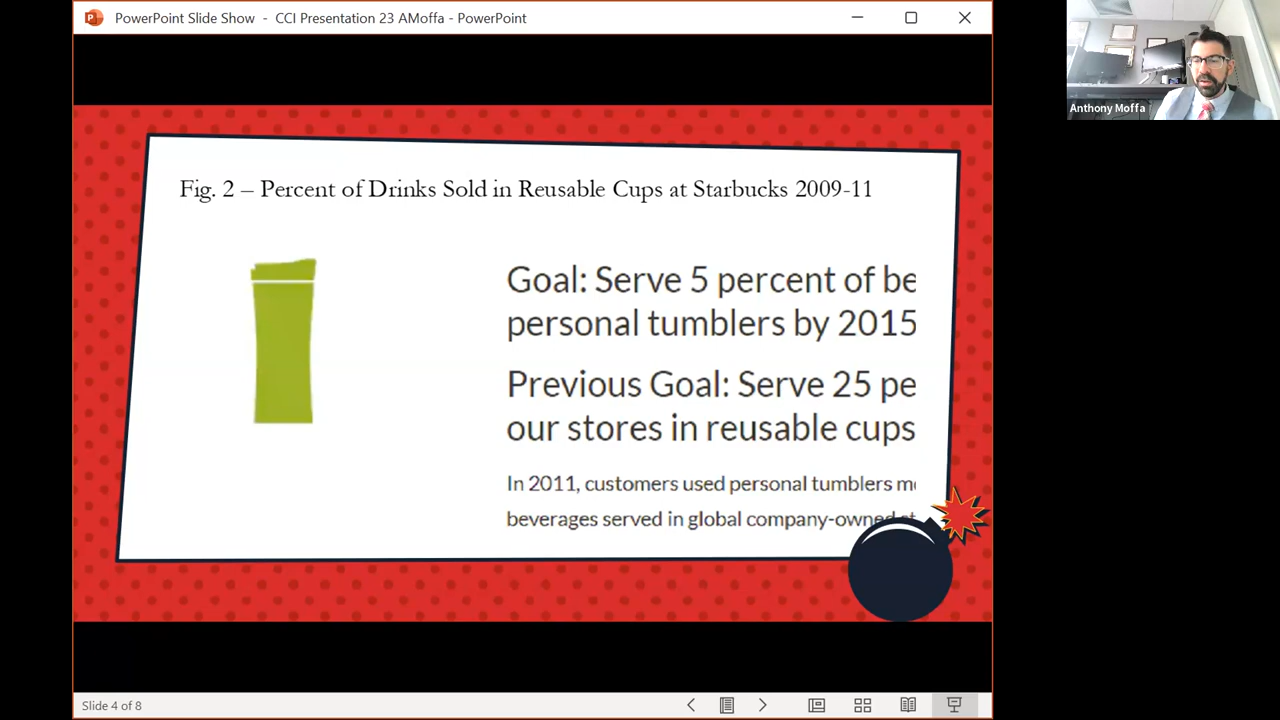 PowerPoint Slide Show - CCI Presentation 23 AMoffa - PowerPoint
Anthony Moffa
Fig. 2 – Percent of Drinks Sold in Reusable Cups at Starbucks 2009-11
Goal: Serve 5 percent of be
personal tumblers by 2015
Previous Goal: Serve 25 pe
our stores in reusable cups
In 2011, customers used personal tumblers m
beverages served in global company-owned
Slide 4 of 8